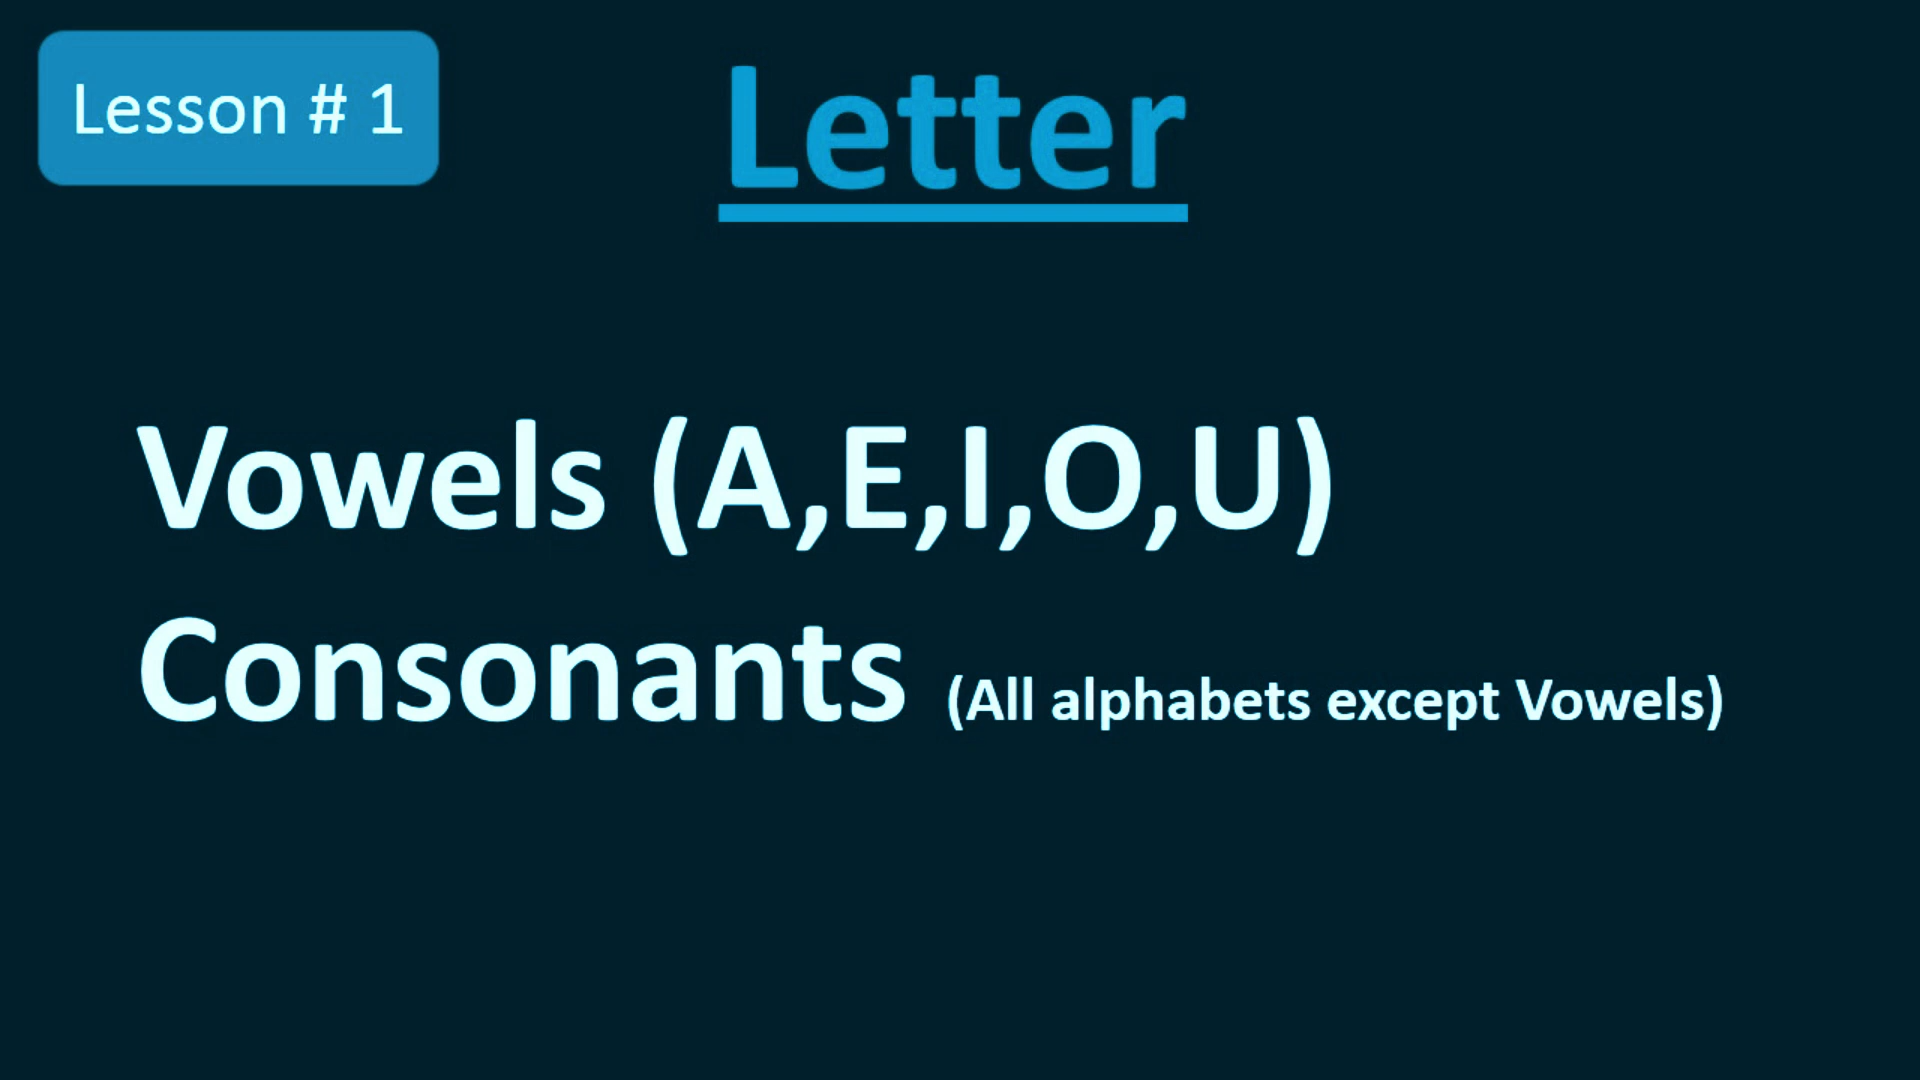 Lesson # 1
Letter
Vowels (A,E,I,O,U)
Consonants (All alphabets except Vowels)